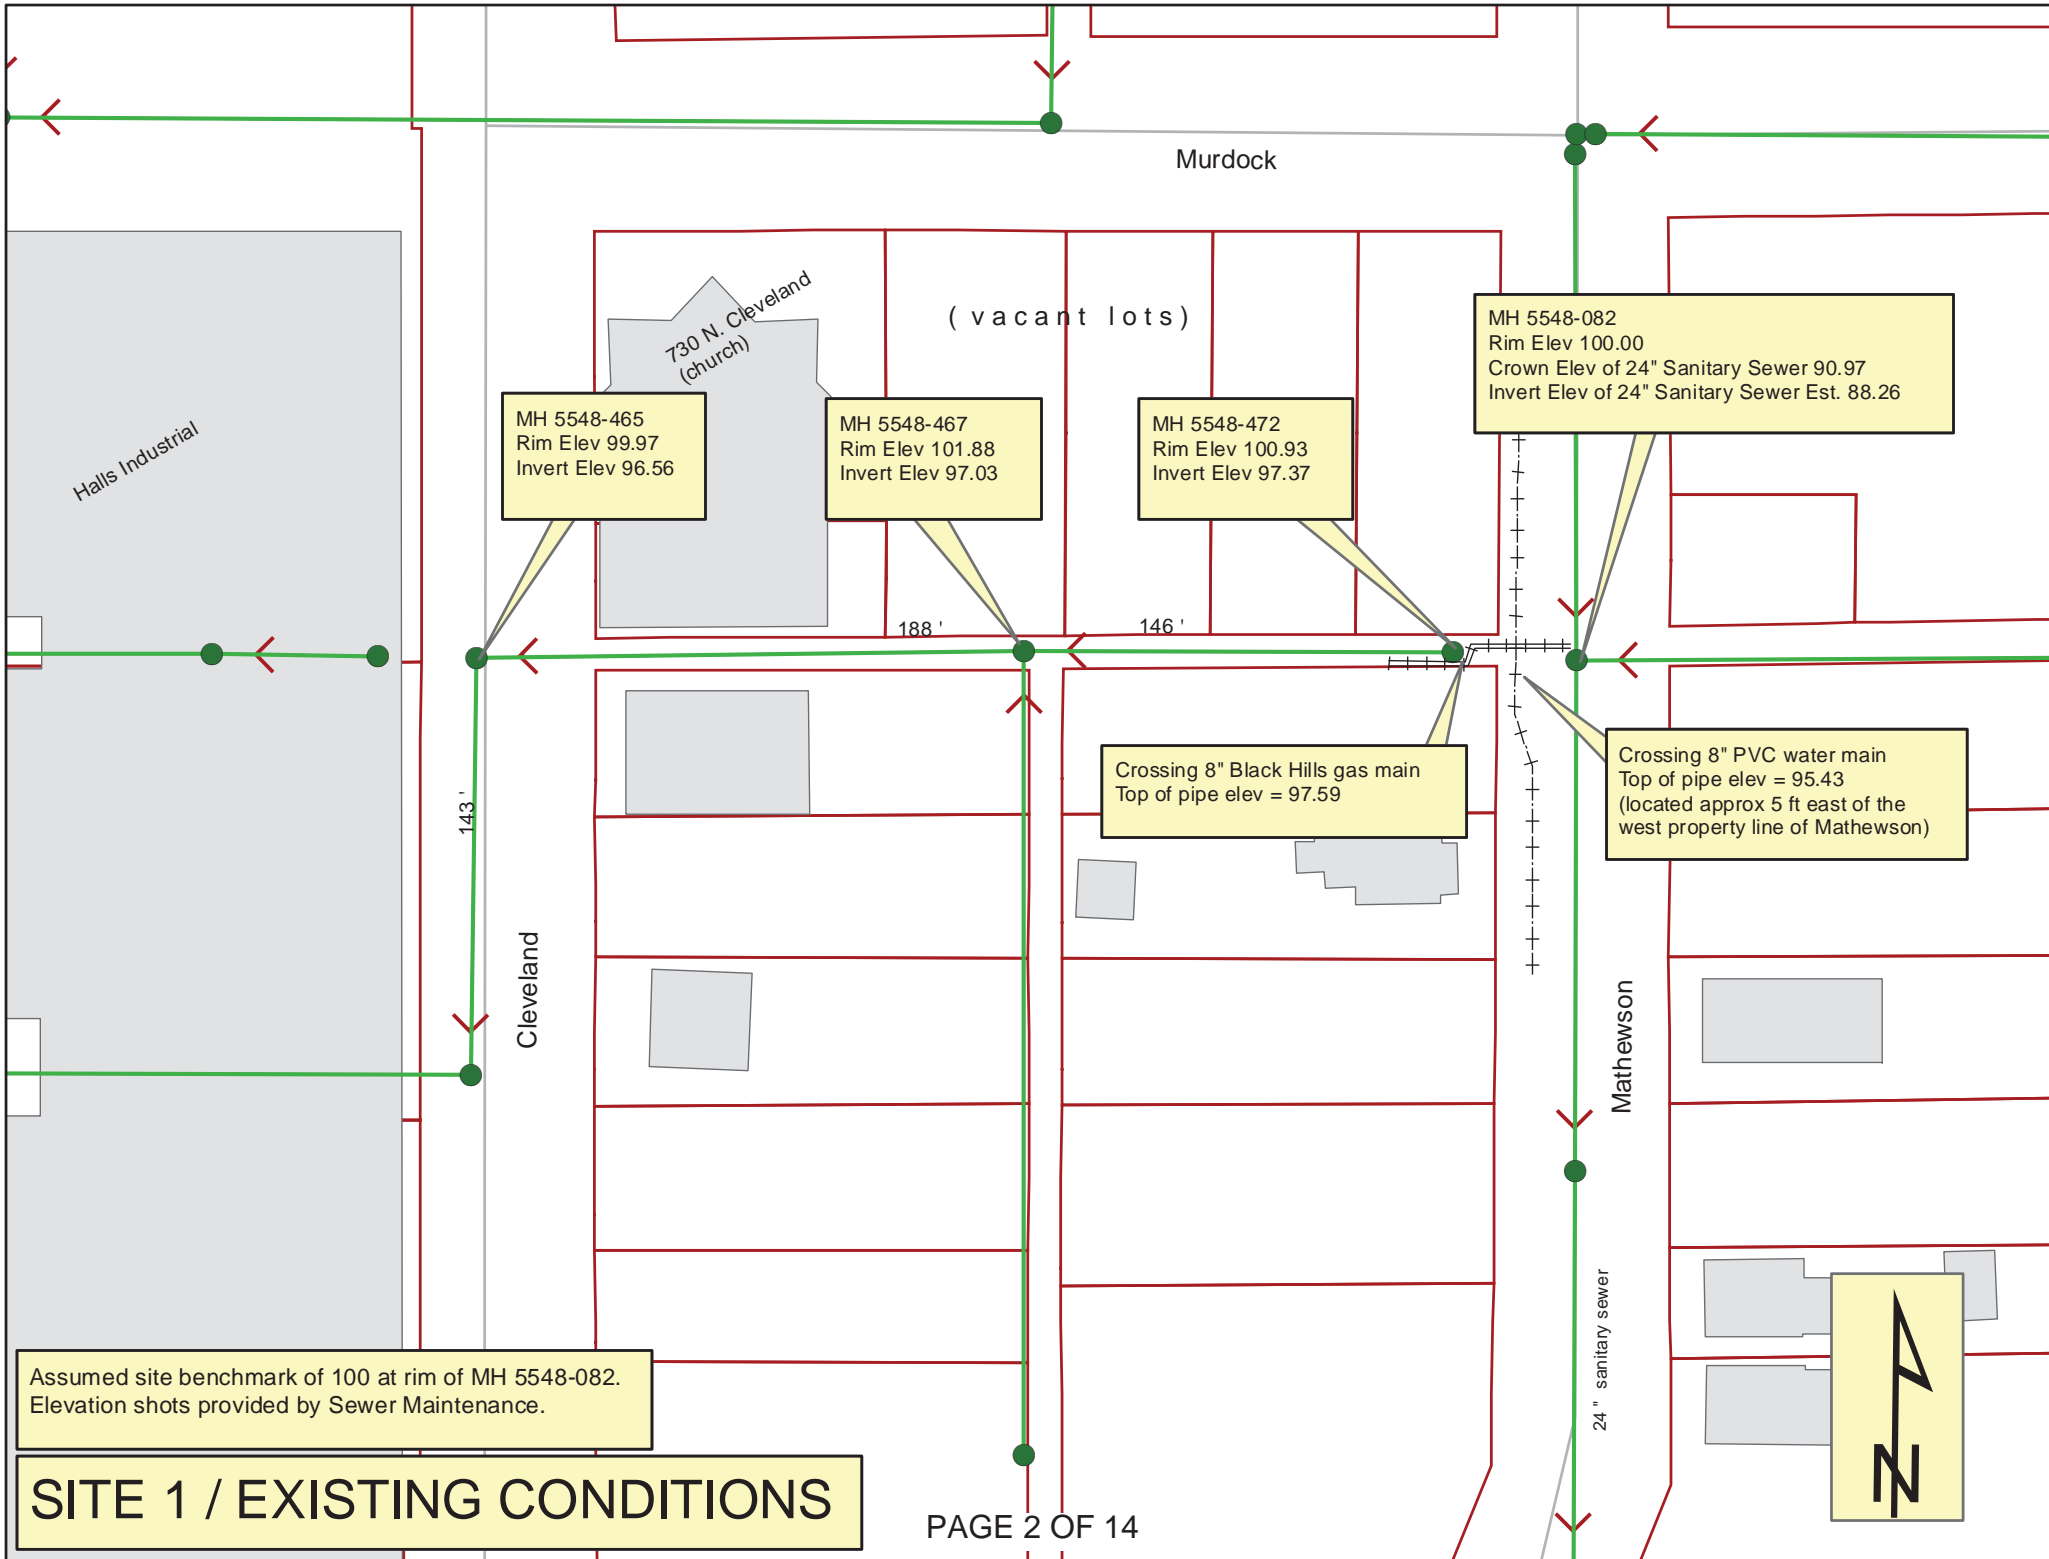 Murdock
( vacant lots)
730 N. Cleveland
(church)
Halls Industrial
MH 5548-082
Rim Elev 100.00
Crown Elev of 24" Sanitary Sewer 90.97
Invert Elev of 24" Sanitary Sewer Est. 88.26
MH 5548-465
Rim Elev 99.97
Invert Elev 96.56
MH 5548-467
Rim Elev 101.88
Invert Elev 97.03
MH 5548-472
Rim Elev 100.93
Invert Elev 97.37
188 '
146 '
143 '
Crossing 8" Black Hills gas main
Top of pipe elev = 97.59
Crossing 8" PVC water main
Top of pipe elev = 95.43
(located approx 5 ft east of the
west property line of Mathewson)
Cleveland
Mathewson
24 " sanitary sewer
Assumed site benchmark of 100 at rim of MH 5548-082.
Elevation shots provided by Sewer Maintenance.
SITE 1 / EXISTING CONDITIONS
PAGE 2 OF 14
N